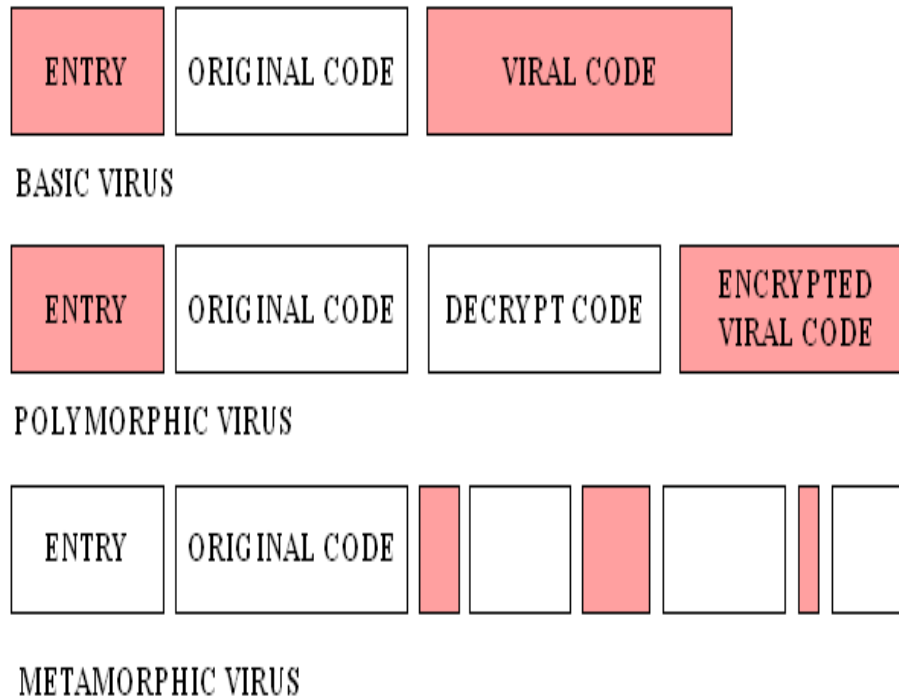 ENTRY ORIGINAL CODE VIRAL CODE
BASIC VIRUS
ENTRY ORIGINAL CODE DECRYPT CODE ENCRYPTED
VIRAL CODE
POLYMORPHIC VIRUS
ENTRY ORIGINAL CODE
METAMORPHIC VIRUS